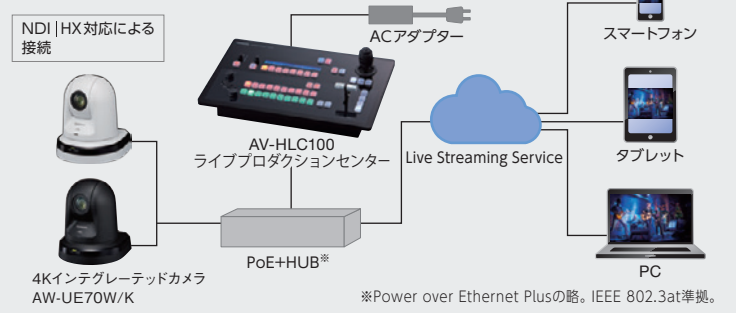 NDI|HX対応による
接続
ACアダプター
スマートフォン
AV-HLC100
ライブプロダクションセンター
Live Streaming Service
タブレット
PoE+HUB※
PC
4Kインテグレーテッドカメラ
AW-UE70W/K
※Power over Ethernet Plusの略。IEEE 802.3at準拠。